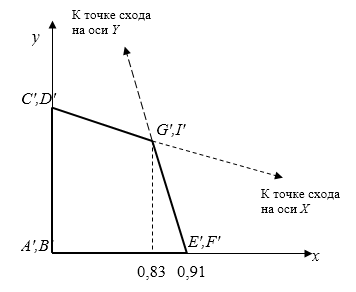 К точке схода
на оси Y
y
C',D'
G',I'
К точке схода
на оси X
A',B
E',F'
x
0,83
0,91